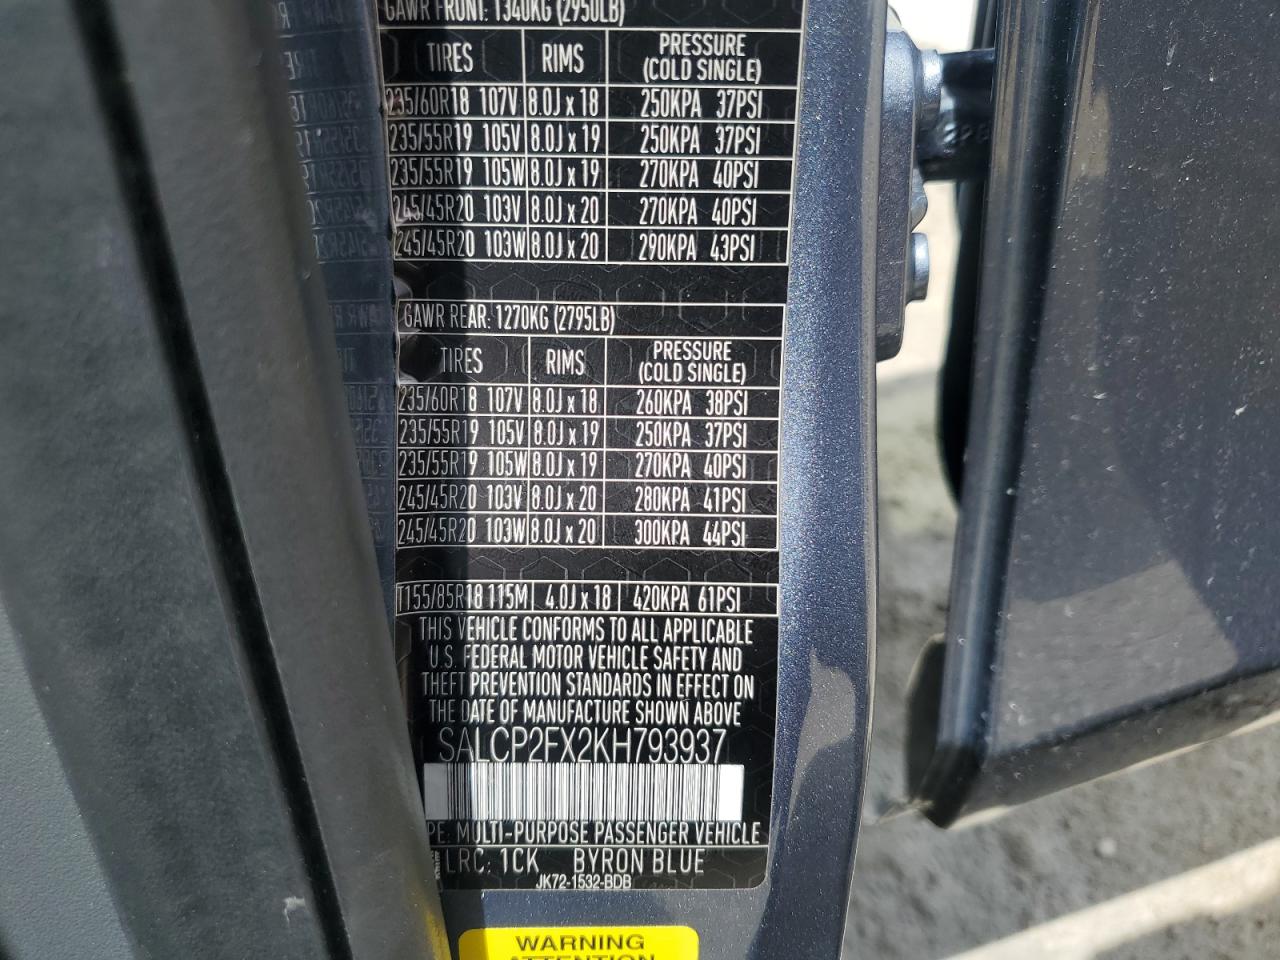 GAWR FRONT: 1340KG (2950LB)
TIRES RIMS PRESSURE (COLD SINGLE)
235/60R18 107V 8.0J x 18 250KPA 37PSI
235/55R19 105V 8.0J x 19 250KPA 37PSI
235/55R19 105W 8.0J x 19 270KPA 40PSI
245/45R20 103V 8.0J x 20 270KPA 40PSI
245/45R20 103W 8.0J x 20 290KPA 43PSI
GAWR REAR: 1270KG (2795LB)
TIRES RIMS PRESSURE (COLD SINGLE)
235/60R18 107V 8.0J x 18 260KPA 38PSI
235/55R19 105V 8.0J x 19 250KPA 37PSI
235/55R19 105W 8.0J x 19 270KPA 40PSI
245/45R20 103V 8.0J x 20 280KPA 41PSI
245/45R20 103W 8.0J x 20 300KPA 44PSI
T155/85R18 115M 4.0J x 18 420KPA 61PSI
THIS VEHICLE CONFORMS TO ALL APPLICABLE
U.S. FEDERAL MOTOR VEHICLE SAFETY AND
THEFT PREVENTION STANDARDS IN EFFECT ON
THE DATE OF MANUFACTURE SHOWN ABOVE
SALCP2FX2KH793937
PE: MULTI-PURPOSE PASSENGER VEHICLE
LRC: 1CK BYRON BLUE
JK72-1532-BDB
WARNING
ATTENTION